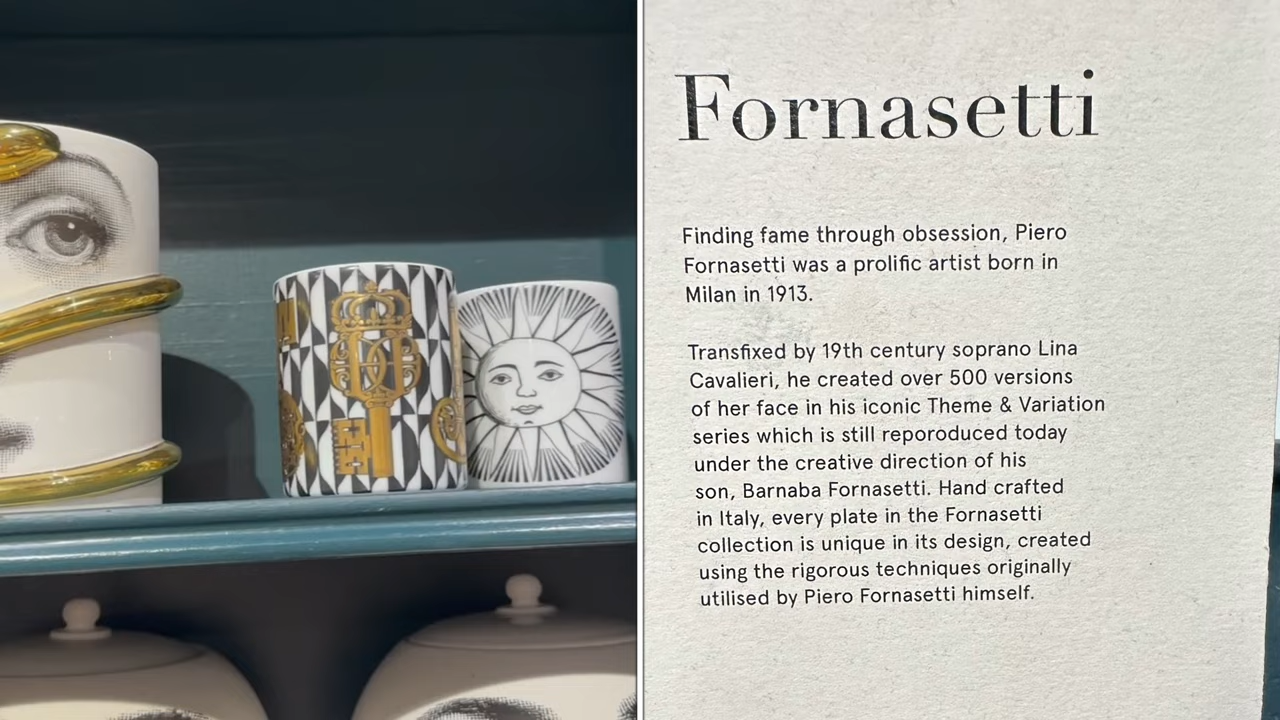 Fornasetti
Finding fame through obsession, Piero
Fornasetti was a prolific artist born in
Milan in 1913.
Transfixed by 19th century soprano Lina
Cavalieri, he created over 500 versions
of her face in his iconic Theme & Variation
series which is still reporoduced today
under the creative direction of his
son, Barnaba Fornasetti. Hand crafted
in Italy, every plate in the Fornasetti
collection is unique in its design, created
using the rigorous techniques originally
utilised by Piero Fornasetti himself.